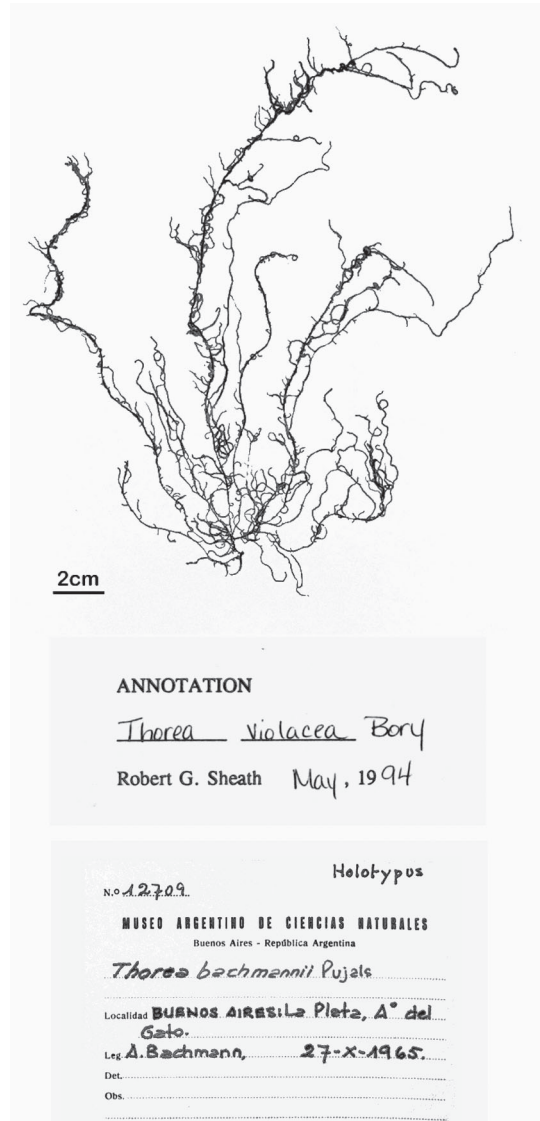 2cm
ANNOTATION
Thorea violacea Bory
Robert G. Sheath May, 1994
Holotypus
N.o 12709
MUSEO ARGENTINO DE CIENCIAS NATURALES
Buenos Aires - República Argentina
Thorea bachmannii Pujals
Localidad BUENOS AIRES: La Plata, A° del
Gato.
Leg. A. Bachmann, 27-X-1965.
Det.
Obs.